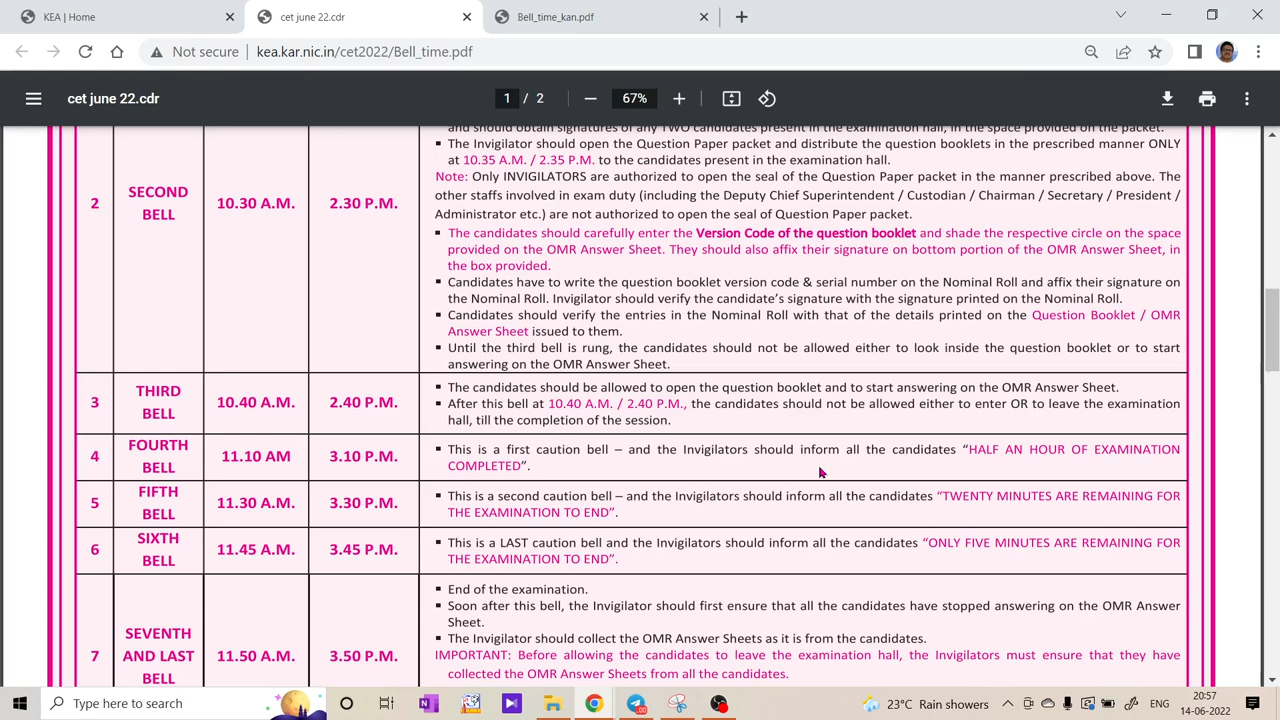 KEA | Home
cet june 22.cdr
Bell_time_kan.pdf
Not secure
kea.kar.nic.in/cet2022/Bell_time.pdf
cet june 22.cdr
1 / 2
67%
and should obtain signatures of any TWO candidates present in the examination hall, in the space provided on the packet.
▪ The Invigilator should open the Question Paper packet and distribute the question booklets in the prescribed manner ONLY
at 10.35 A.M. / 2.35 P.M. to the candidates present in the examination hall.
Note: Only INVIGILATORS are authorized to open the seal of the Question Paper packet in the manner prescribed above. The
other staffs involved in exam duty (including the Deputy Chief Superintendent / Custodian / Chairman / Secretary / President /
Administrator etc.) are not authorized to open the seal of Question Paper packet.
2
SECOND
BELL
10.30 A.M.
2.30 P.M.
▪ The candidates should carefully enter the Version Code of the question booklet and shade the respective circle on the space
provided on the OMR Answer Sheet. They should also affix their signature on bottom portion of the OMR Answer Sheet, in
the box provided.
▪ Candidates have to write the question booklet version code & serial number on the Nominal Roll and affix their signature on
the Nominal Roll. Invigilator should verify the candidate's signature with the signature printed on the Nominal Roll.
▪ Candidates should verify the entries in the Nominal Roll with that of the details printed on the Question Booklet / OMR
Answer Sheet issued to them.
▪ Until the third bell is rung, the candidates should not be allowed either to look inside the question booklet or to start
answering on the OMR Answer Sheet.
3
THIRD
BELL
10.40 A.M.
2.40 P.M.
▪ The candidates should be allowed to open the question booklet and to start answering on the OMR Answer Sheet.
▪ After this bell at 10.40 A.M. / 2.40 P.M., the candidates should not be allowed either to enter OR to leave the examination
hall, till the completion of the session.
4
FOURTH
BELL
11.10 AM
3.10 P.M.
▪ This is a first caution bell – and the Invigilators should inform all the candidates “HALF AN HOUR OF EXAMINATION
COMPLETED”.
5
FIFTH
BELL
11.30 A.M.
3.30 P.M.
▪ This is a second caution bell – and the Invigilators should inform all the candidates “TWENTY MINUTES ARE REMAINING FOR
THE EXAMINATION TO END”.
6
SIXTH
BELL
11.45 A.M.
3.45 P.M.
▪ This is a LAST caution bell and the Invigilators should inform all the candidates “ONLY FIVE MINUTES ARE REMAINING FOR
THE EXAMINATION TO END”.
7
SEVENTH
AND LAST
BELL
11.50 A.M.
3.50 P.M.
▪ End of the examination.
▪ Soon after this bell, the Invigilator should first ensure that all the candidates have stopped answering on the OMR Answer
Sheet.
▪ The Invigilator should collect the OMR Answer Sheets as it is from the candidates.
IMPORTANT: Before allowing the candidates to leave the examination hall, the Invigilators must ensure that they have
collected the OMR Answer Sheets from all the candidates.
Type here to search
23°C Rain showers
ENG
20:57
14-06-2022